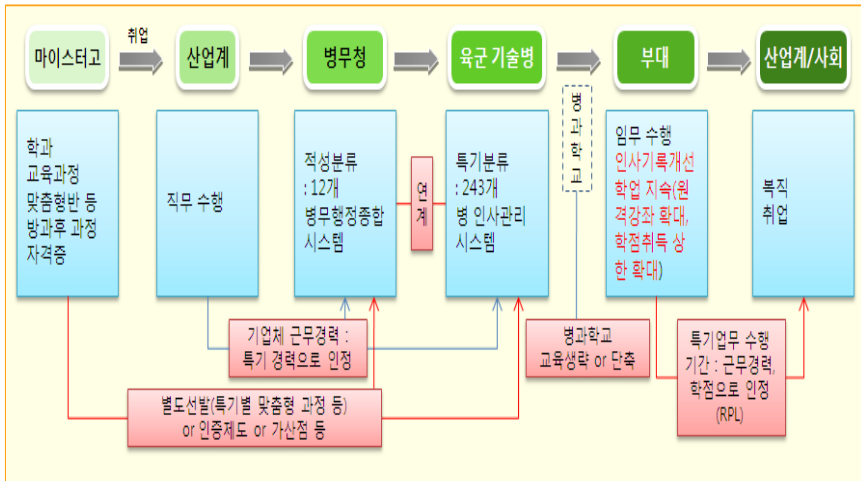 마이스터고
취업
산업계
병무청
육군 기술병
부대
산업계/사회
학과
교육과정
맞춤형반 등
방과후 과정
자격증
직무 수행
적성분류
: 12개
병무행정종합
시스템
연
계
특기분류
: 243개
병 인사관리
시스템
병
과
학
교
임무 수행
인사기록개선
학업 지속(원
격강좌 확대,
학점취득 상
한 확대)
복직
취업
기업체 근무경력 :
특기 경력으로 인정
별도선발(특기별 맞춤형 과정 등)
or 인증제도 or 가산점 등
병과학교
교육생략 or 단축
특기업무 수행
기간 : 근무경력,
학점으로 인정
(RPL)